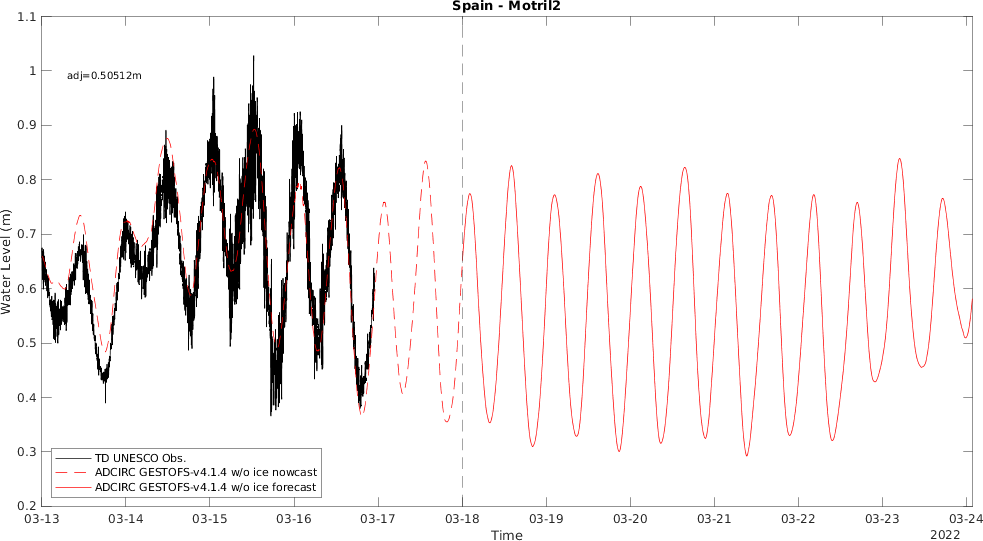 Spain - Motril2
1.1
1
0.9
0.8
0.7
0.6
0.5
0.4
0.3
0.2
Water Level (m)
adj=0.50512m
TD UNESCO Obs.
ADCIRC GESTOFS-v4.1.4 w/o ice nowcast
ADCIRC GESTOFS-v4.1.4 w/o ice forecast
03-13 03-14 03-15 03-16 03-17 03-18 03-19 03-20 03-21 03-22 03-23 03-24
Time
2022